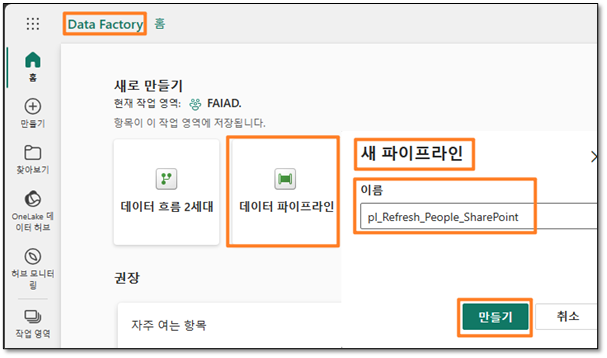 Data Factory 홈
홈
만들기
찾아보기
OneLake 데
이터 허브
허브 모니터
링
작업 영역
새로 만들기
현재 작업 영역: FAIAD.
항목이 이 작업 영역에 저장됩니다.
데이터 흐름 2세대
데이터 파이프라인
권장
자주 여는 항목
새 파이프라인
이름
pl_Refresh_People_SharePoint
만들기
취소